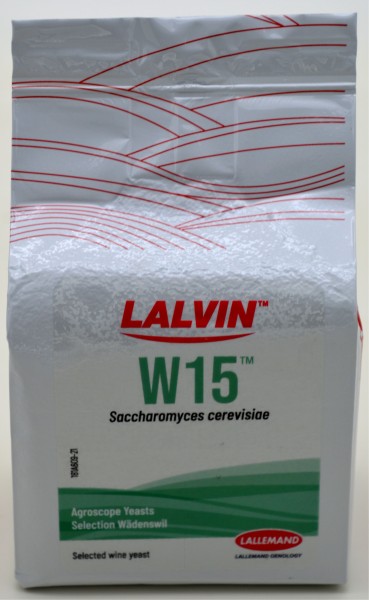 LALVIN™
W15™
Saccharomyces cerevisiae
Agroscope Yeasts
Selection Wädenswil
Selected wine yeast
LALLEMAND
LALLEMAND OENOLOGY